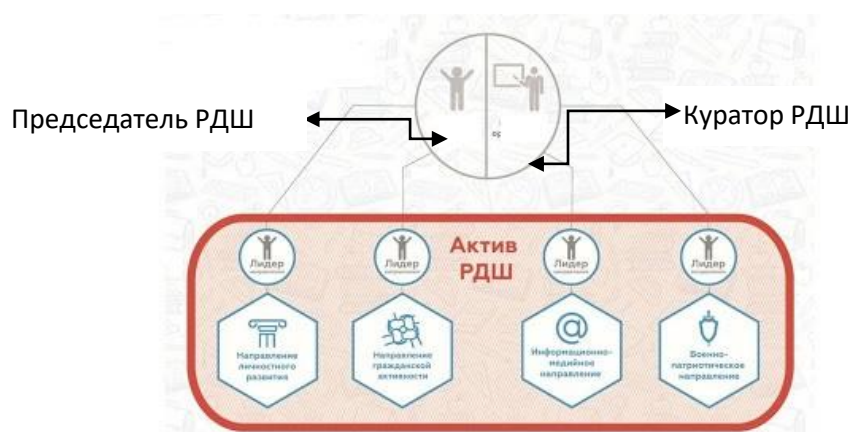 Председатель РДШ
Куратор РДШ
Актив
РДШ
Лидер
Лидер
Лидер
Лидер
Направление
личностного
развития
Направление
гражданской
активности
Информационно-
медийное
направление
Военно-
патриотическое
направление